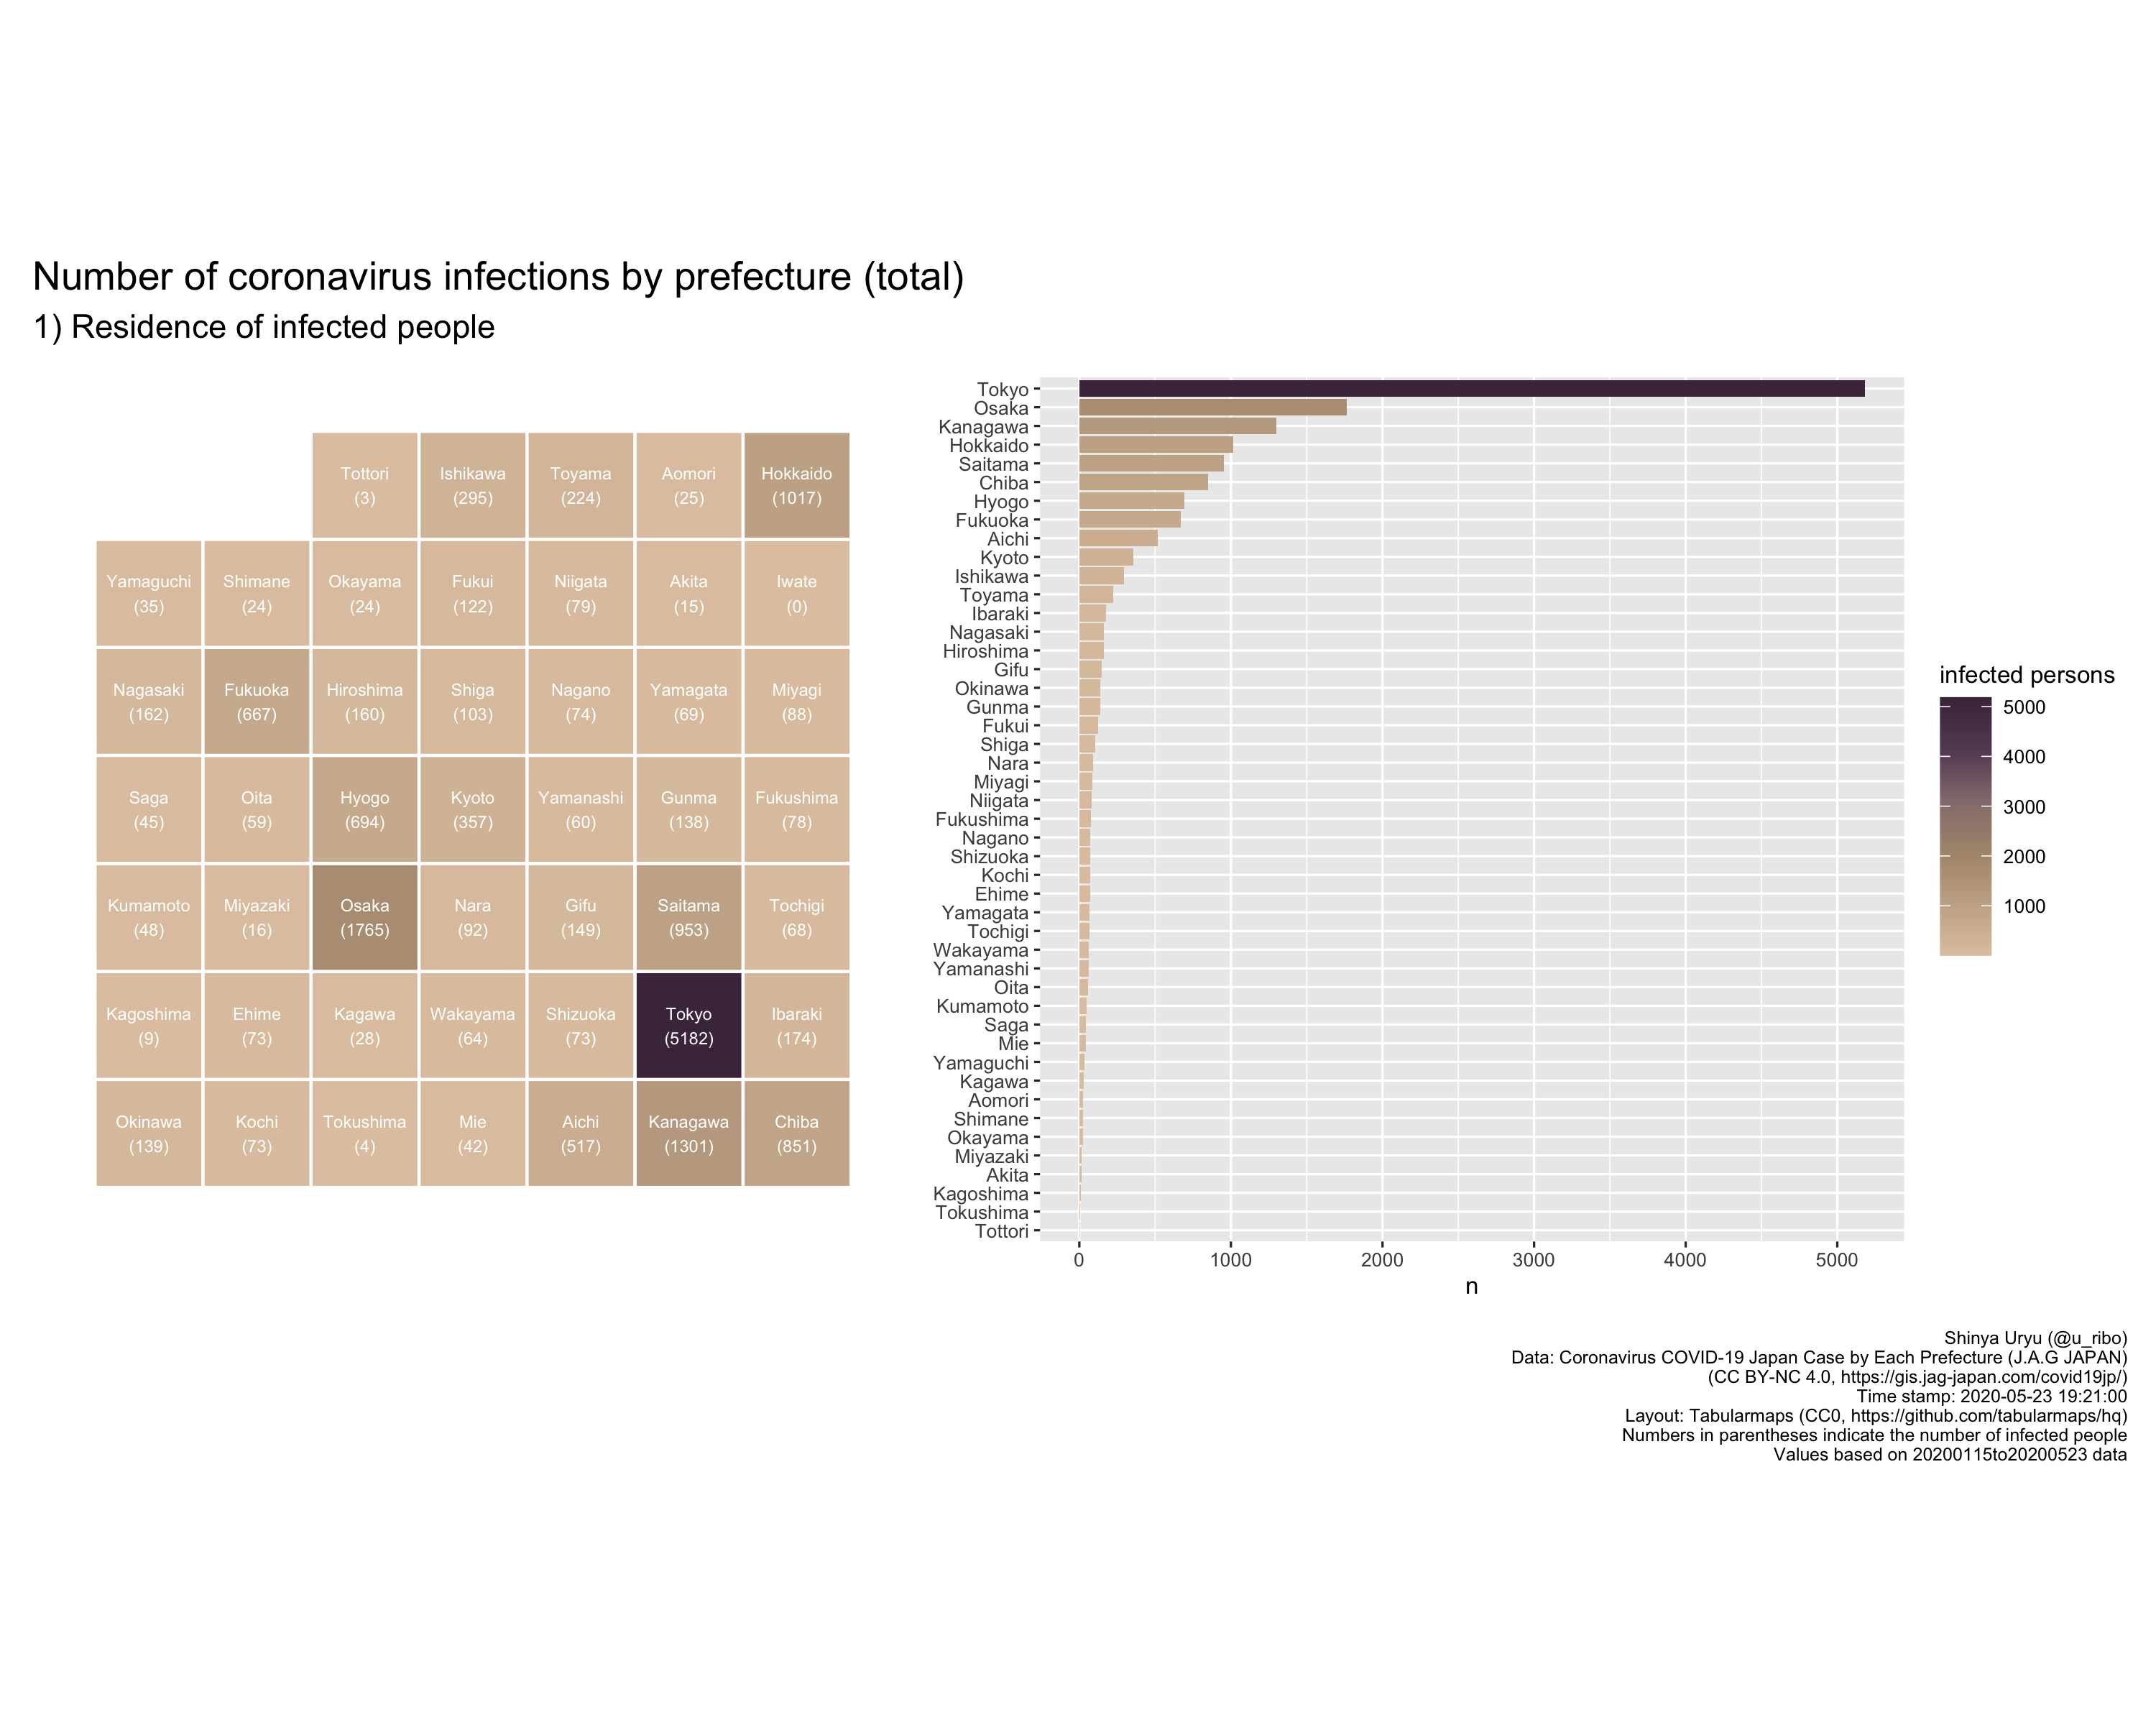 Number of coronavirus infections by prefecture (total)
1) Residence of infected people
Tottori
(3)
Ishikawa
(295)
Toyama
(224)
Aomori
(25)
Hokkaido
(1017)
Yamaguchi
(35)
Shimane
(24)
Okayama
(24)
Fukui
(122)
Niigata
(79)
Akita
(15)
Iwate
(0)
Nagasaki
(162)
Fukuoka
(667)
Hiroshima
(160)
Shiga
(103)
Nagano
(74)
Yamagata
(69)
Miyagi
(88)
Saga
(45)
Oita
(59)
Hyogo
(694)
Kyoto
(357)
Yamanashi
(60)
Gunma
(138)
Fukushima
(78)
Kumamoto
(48)
Miyazaki
(16)
Osaka
(1765)
Nara
(92)
Gifu
(149)
Saitama
(953)
Tochigi
(68)
Kagoshima
(9)
Ehime
(73)
Kagawa
(28)
Wakayama
(64)
Shizuoka
(73)
Tokyo
(5182)
Ibaraki
(174)
Okinawa
(139)
Kochi
(73)
Tokushima
(4)
Mie
(42)
Aichi
(517)
Kanagawa
(1301)
Chiba
(851)
Tokyo
Osaka
Kanagawa
Hokkaido
Saitama
Chiba
Hyogo
Fukuoka
Aichi
Kyoto
Ishikawa
Toyama
Ibaraki
Nagasaki
Hiroshima
Gifu
Okinawa
Gunma
Fukui
Shiga
Nara
Miyagi
Niigata
Fukushima
Nagano
Shizuoka
Kochi
Ehime
Yamagata
Tochigi
Wakayama
Yamanashi
Oita
Kumamoto
Saga
Mie
Yamaguchi
Kagawa
Aomori
Shimane
Okayama
Miyazaki
Akita
Kagoshima
Tokushima
Tottori
0 1000 2000 3000 4000 5000
n
infected persons
5000
4000
3000
2000
1000
Shinya Uryu (@u_ribo)
Data: Coronavirus COVID-19 Japan Case by Each Prefecture (J.A.G JAPAN)
(CC BY-NC 4.0, https://gis.jag-japan.com/covid19jp/)
Time stamp: 2020-05-23 19:21:00
Layout: Tabularmaps (CC0, https://github.com/tabularmaps/hq)
Numbers in parentheses indicate the number of infected people
Values based on 20200115to20200523 data